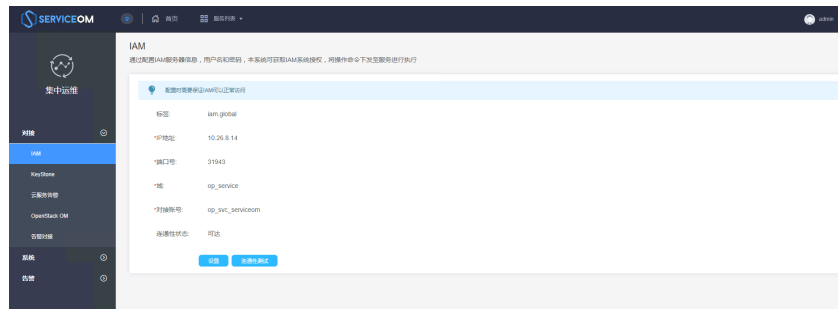 SERVICEOM
首页
服务列表
admin
集中运维
对接
IAM
KeyStone
云服务告警
OpenStack OM
告警对接
系统
告警
IAM
通过配置IAM服务器信息，用户名和密码，本系统可获取IAM系统授权，将操作命令下发至服务进行执行
配置时需要保证IAM可以正常访问
标签: iam.global
*IP地址: 10.26.8.14
*端口号: 31943
*域: op_service
*对接账号: op_svc_serviceom
连通性状态: 可达
设置 连通性测试